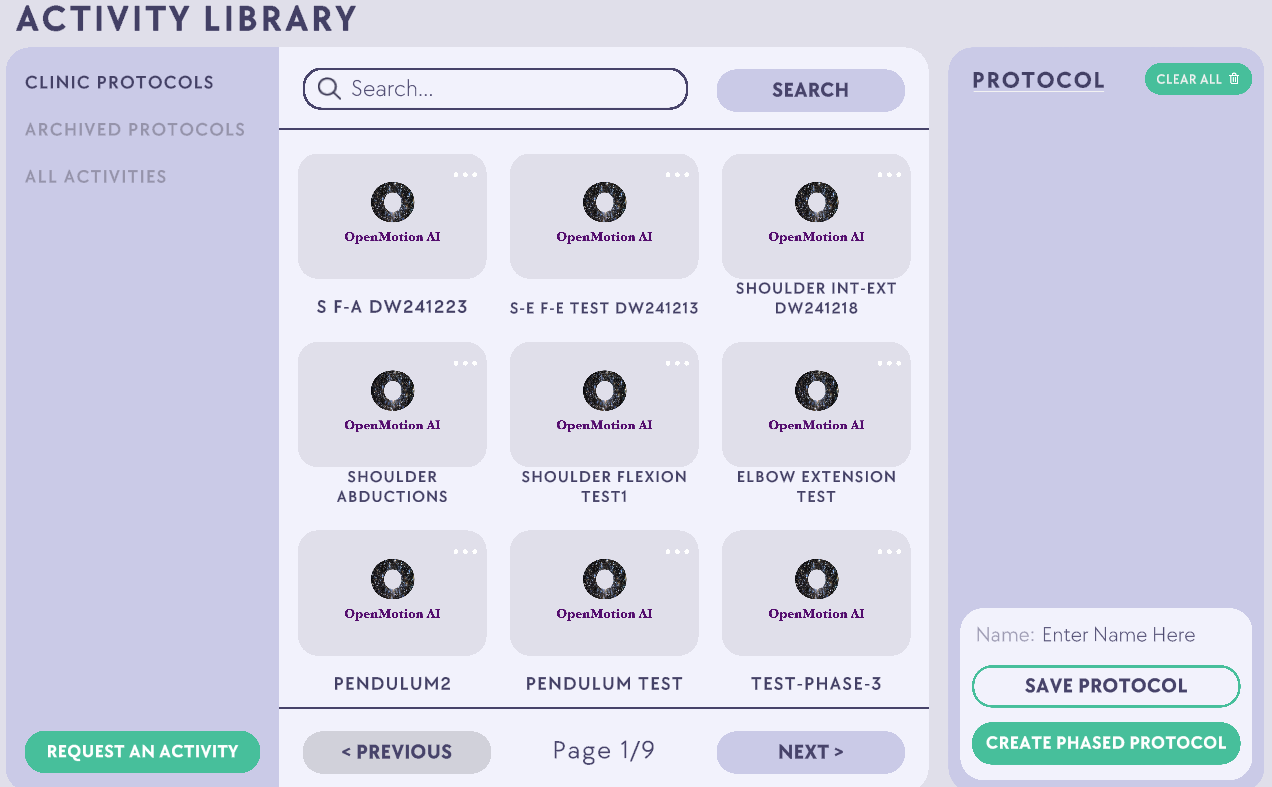 ACTIVITY LIBRARY
CLINIC PROTOCOLS
ARCHIVED PROTOCOLS
ALL ACTIVITIES
REQUEST AN ACTIVITY
Search...
SEARCH
OpenMotion AI
S F-A DW241223
OpenMotion AI
S-E F-E TEST DW241213
OpenMotion AI
SHOULDER INT-EXT
DW241218
OpenMotion AI
SHOULDER
ABDUCTIONS
OpenMotion AI
SHOULDER FLEXION
TEST1
OpenMotion AI
ELBOW EXTENSION
TEST
OpenMotion AI
PENDULUM2
OpenMotion AI
PENDULUM TEST
OpenMotion AI
TEST-PHASE-3
< PREVIOUS
Page 1/9
NEXT >
PROTOCOL
CLEAR ALL
Name: Enter Name Here
SAVE PROTOCOL
CREATE PHASED PROTOCOL